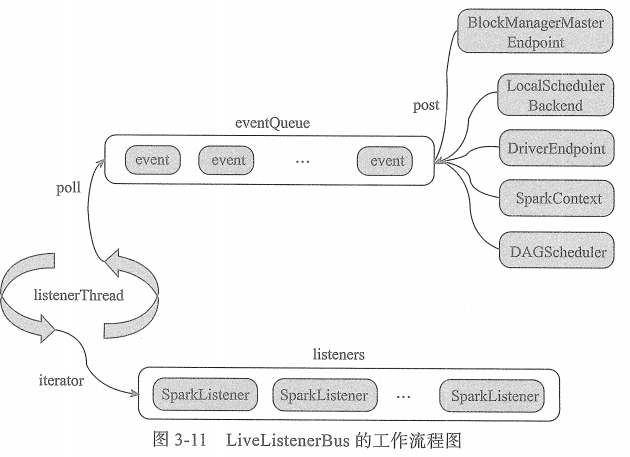 BlockManagerMaster
Endpoint
LocalScheduler
Backend
post
eventQueue
event
event
...
event
DriverEndpoint
poll
SparkContext
DAGScheduler
listenerThread
listeners
iterator
SparkListener
SparkListener
...
SparkListener
图 3-11 LiveListenerBus 的工作流程图